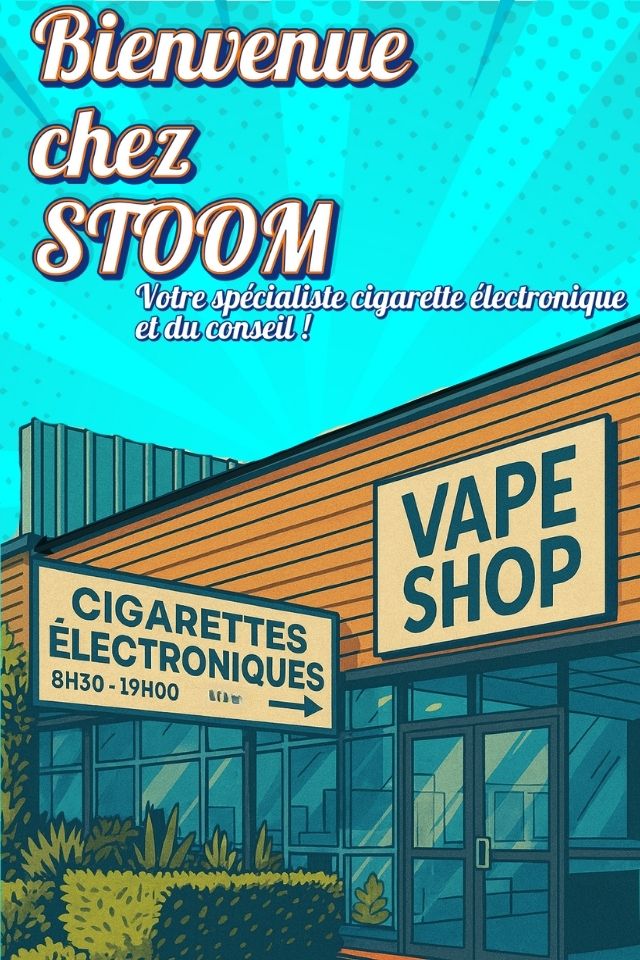 Bienvenue
chez
STOOM
Votre spécialiste cigarette électronique
et du conseil !
VAPE
SHOP
CIGARETTES
ÉLECTRONIQUES
8H30 - 19H00